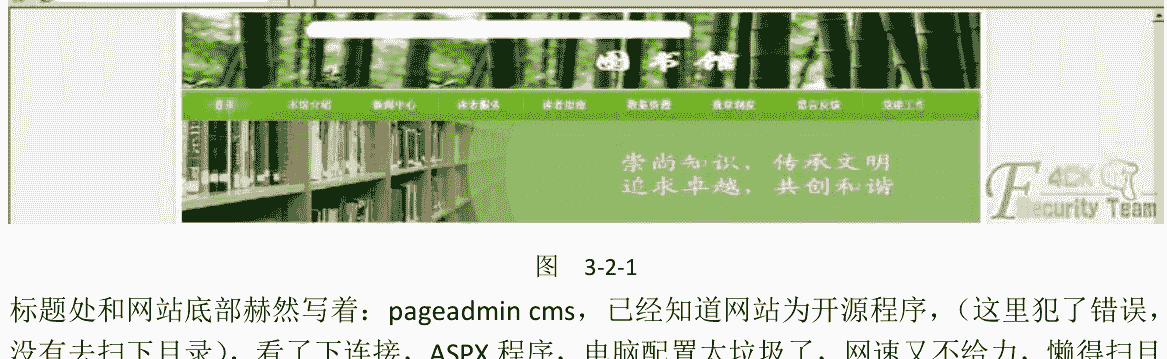 图书馆
首页 本馆介绍 新闻中心 读者服务 读者指南 数字资源 规章制度 留言反馈 党建工作
崇尚知识，传承文明
追求卓越，共创和谐
F4CK
Security Team
图 3-2-1
标题处和网站底部赫然写着：pageadmin cms，已经知道网站为开源程序，（这里犯了错误，
没有去扫下目录），看了下连接，ASPX 程序，电脑配置太垃圾了，网速又不给力，懒得扫目